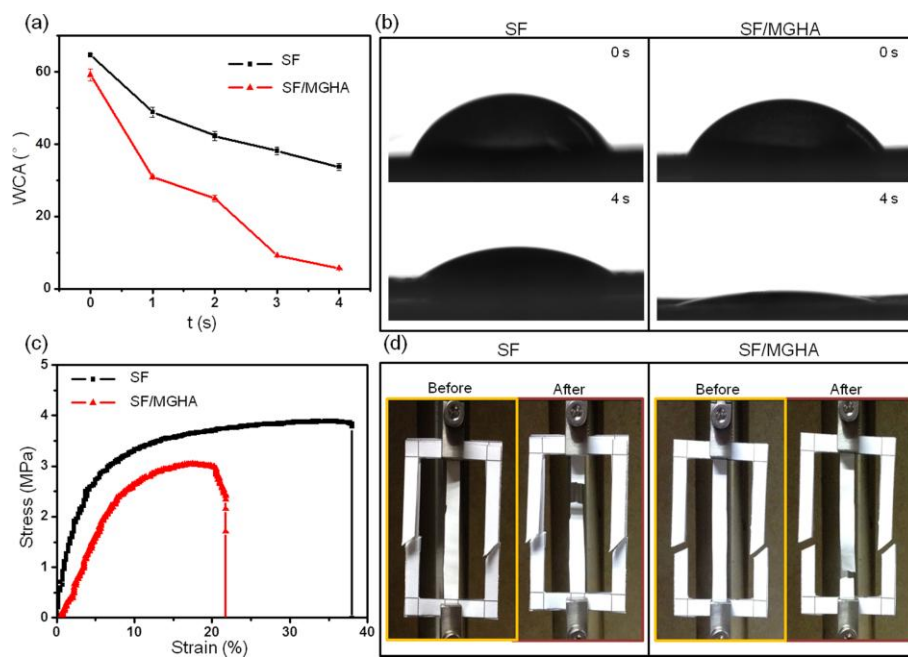 (a)
SF
SF/MGHA
WCA (°)
60
40
20
0
0 1 2 3 4
t (s)
(b)
SF SF/MGHA
0 s 0 s
4 s 4 s
(c)
SF
SF/MGHA
Stress (MPa)
5
4
3
2
1
0
0 10 20 30 40
Strain (%)
(d)
SF SF/MGHA
Before After Before After